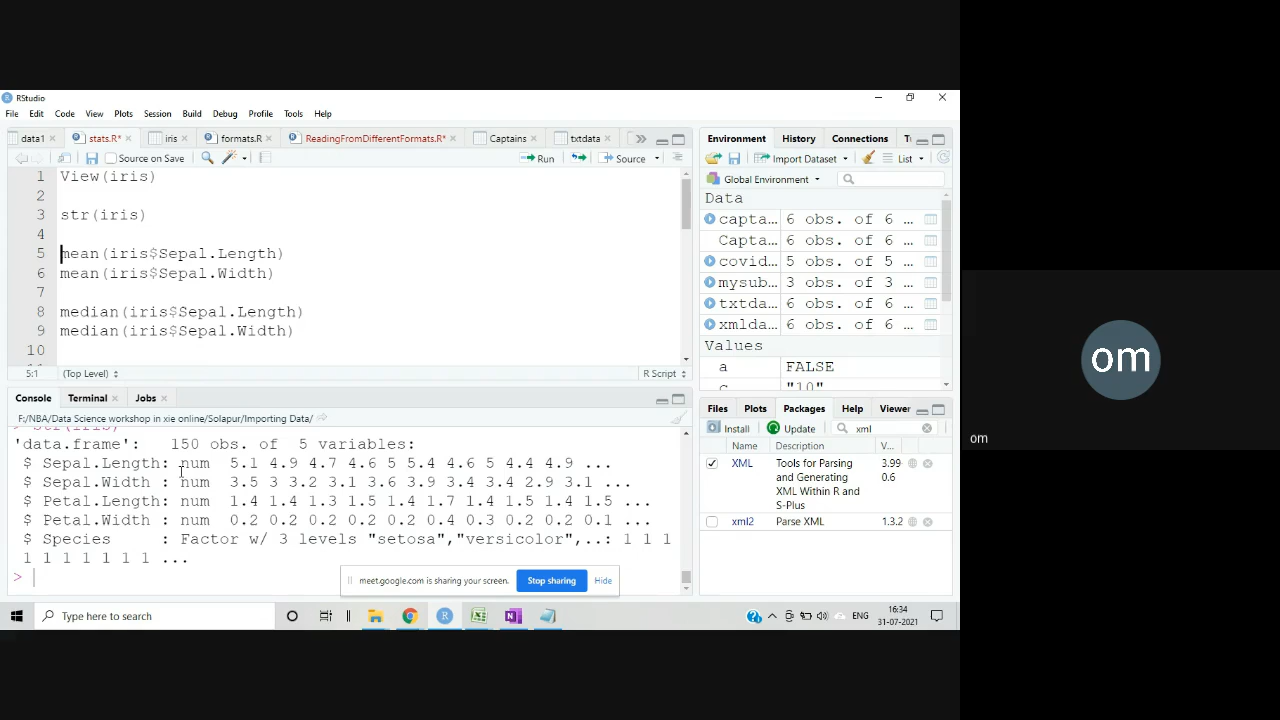 RStudio
File Edit Code View Plots Session Build Debug Profile Tools Help
data1 stats.R* iris formats.R ReadingFromDifferentFormats.R* Captains txtdata
Source on Save Run Source
1 View(iris)
2
3 str(iris)
4
5 mean(iris$Sepal.Length)
6 mean(iris$Sepal.Width)
7
8 median(iris$Sepal.Length)
9 median(iris$Sepal.Width)
10
5:1 (Top Level) R Script
Console Terminal Jobs
F:/NBA/Data Science workshop in xie online/Solapur/Importing Data/
> str(iris)
'data.frame': 150 obs. of 5 variables:
$ Sepal.Length: num 5.1 4.9 4.7 4.6 5 5.4 4.6 5 4.4 4.9 ...
$ Sepal.Width : num 3.5 3 3.2 3.1 3.6 3.9 3.4 3.4 2.9 3.1 ...
$ Petal.Length: num 1.4 1.4 1.3 1.5 1.4 1.7 1.4 1.5 1.4 1.5 ...
$ Petal.Width : num 0.2 0.2 0.2 0.2 0.2 0.4 0.3 0.2 0.2 0.1 ...
$ Species : Factor w/ 3 levels "setosa","versicolor",..: 1 1 1
1 1 1 1 1 1 1 ...
>
meet.google.com is sharing your screen. Stop sharing Hide
Environment History Connections
Import Dataset List
Global Environment
Data
capta... 6 obs. of 6 ...
Capta... 6 obs. of 6 ...
covid... 5 obs. of 5 ...
mysub... 3 obs. of 3 ...
txtda... 6 obs. of 6 ...
xmlda... 6 obs. of 6 ...
Values
a FALSE
c "10"
Files Plots Packages Help Viewer
Install Update xml
Name Description V...
XML Tools for Parsing 3.99
and Generating 0.6
XML Within R and
S-Plus
xml2 Parse XML 1.3.2
Type here to search
ENG
16:34
31-07-2021
om
om